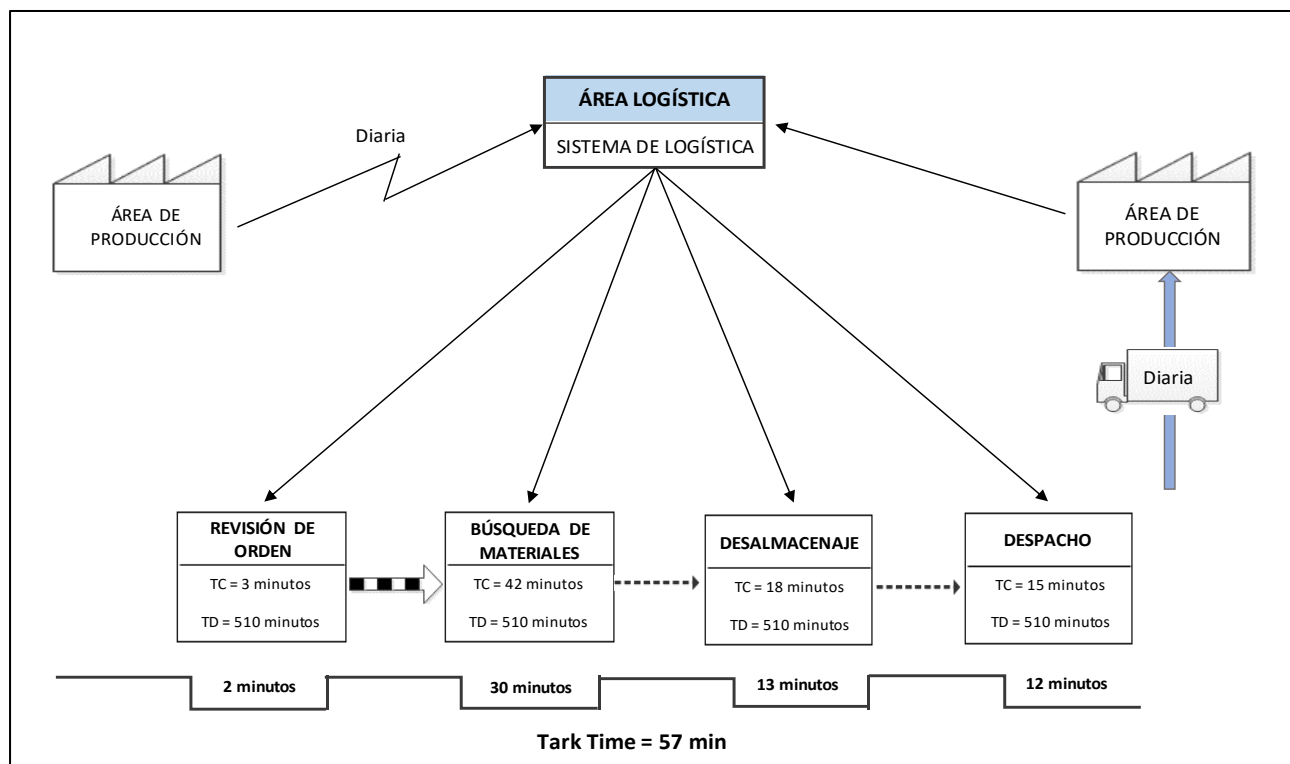 ÁREA LOGÍSTICA
SISTEMA DE LOGÍSTICA
Diaria
ÁREA DE
PRODUCCIÓN
ÁREA DE
PRODUCCIÓN
Diaria
REVISIÓN DE
ORDEN
TC = 3 minutos
TD = 510 minutos
BÚSQUEDA DE
MATERIALES
TC = 42 minutos
TD = 510 minutos
DESALMACENAJE
TC = 18 minutos
TD = 510 minutos
DESPACHO
TC = 15 minutos
TD = 510 minutos
2 minutos
30 minutos
13 minutos
12 minutos
Tark Time = 57 min